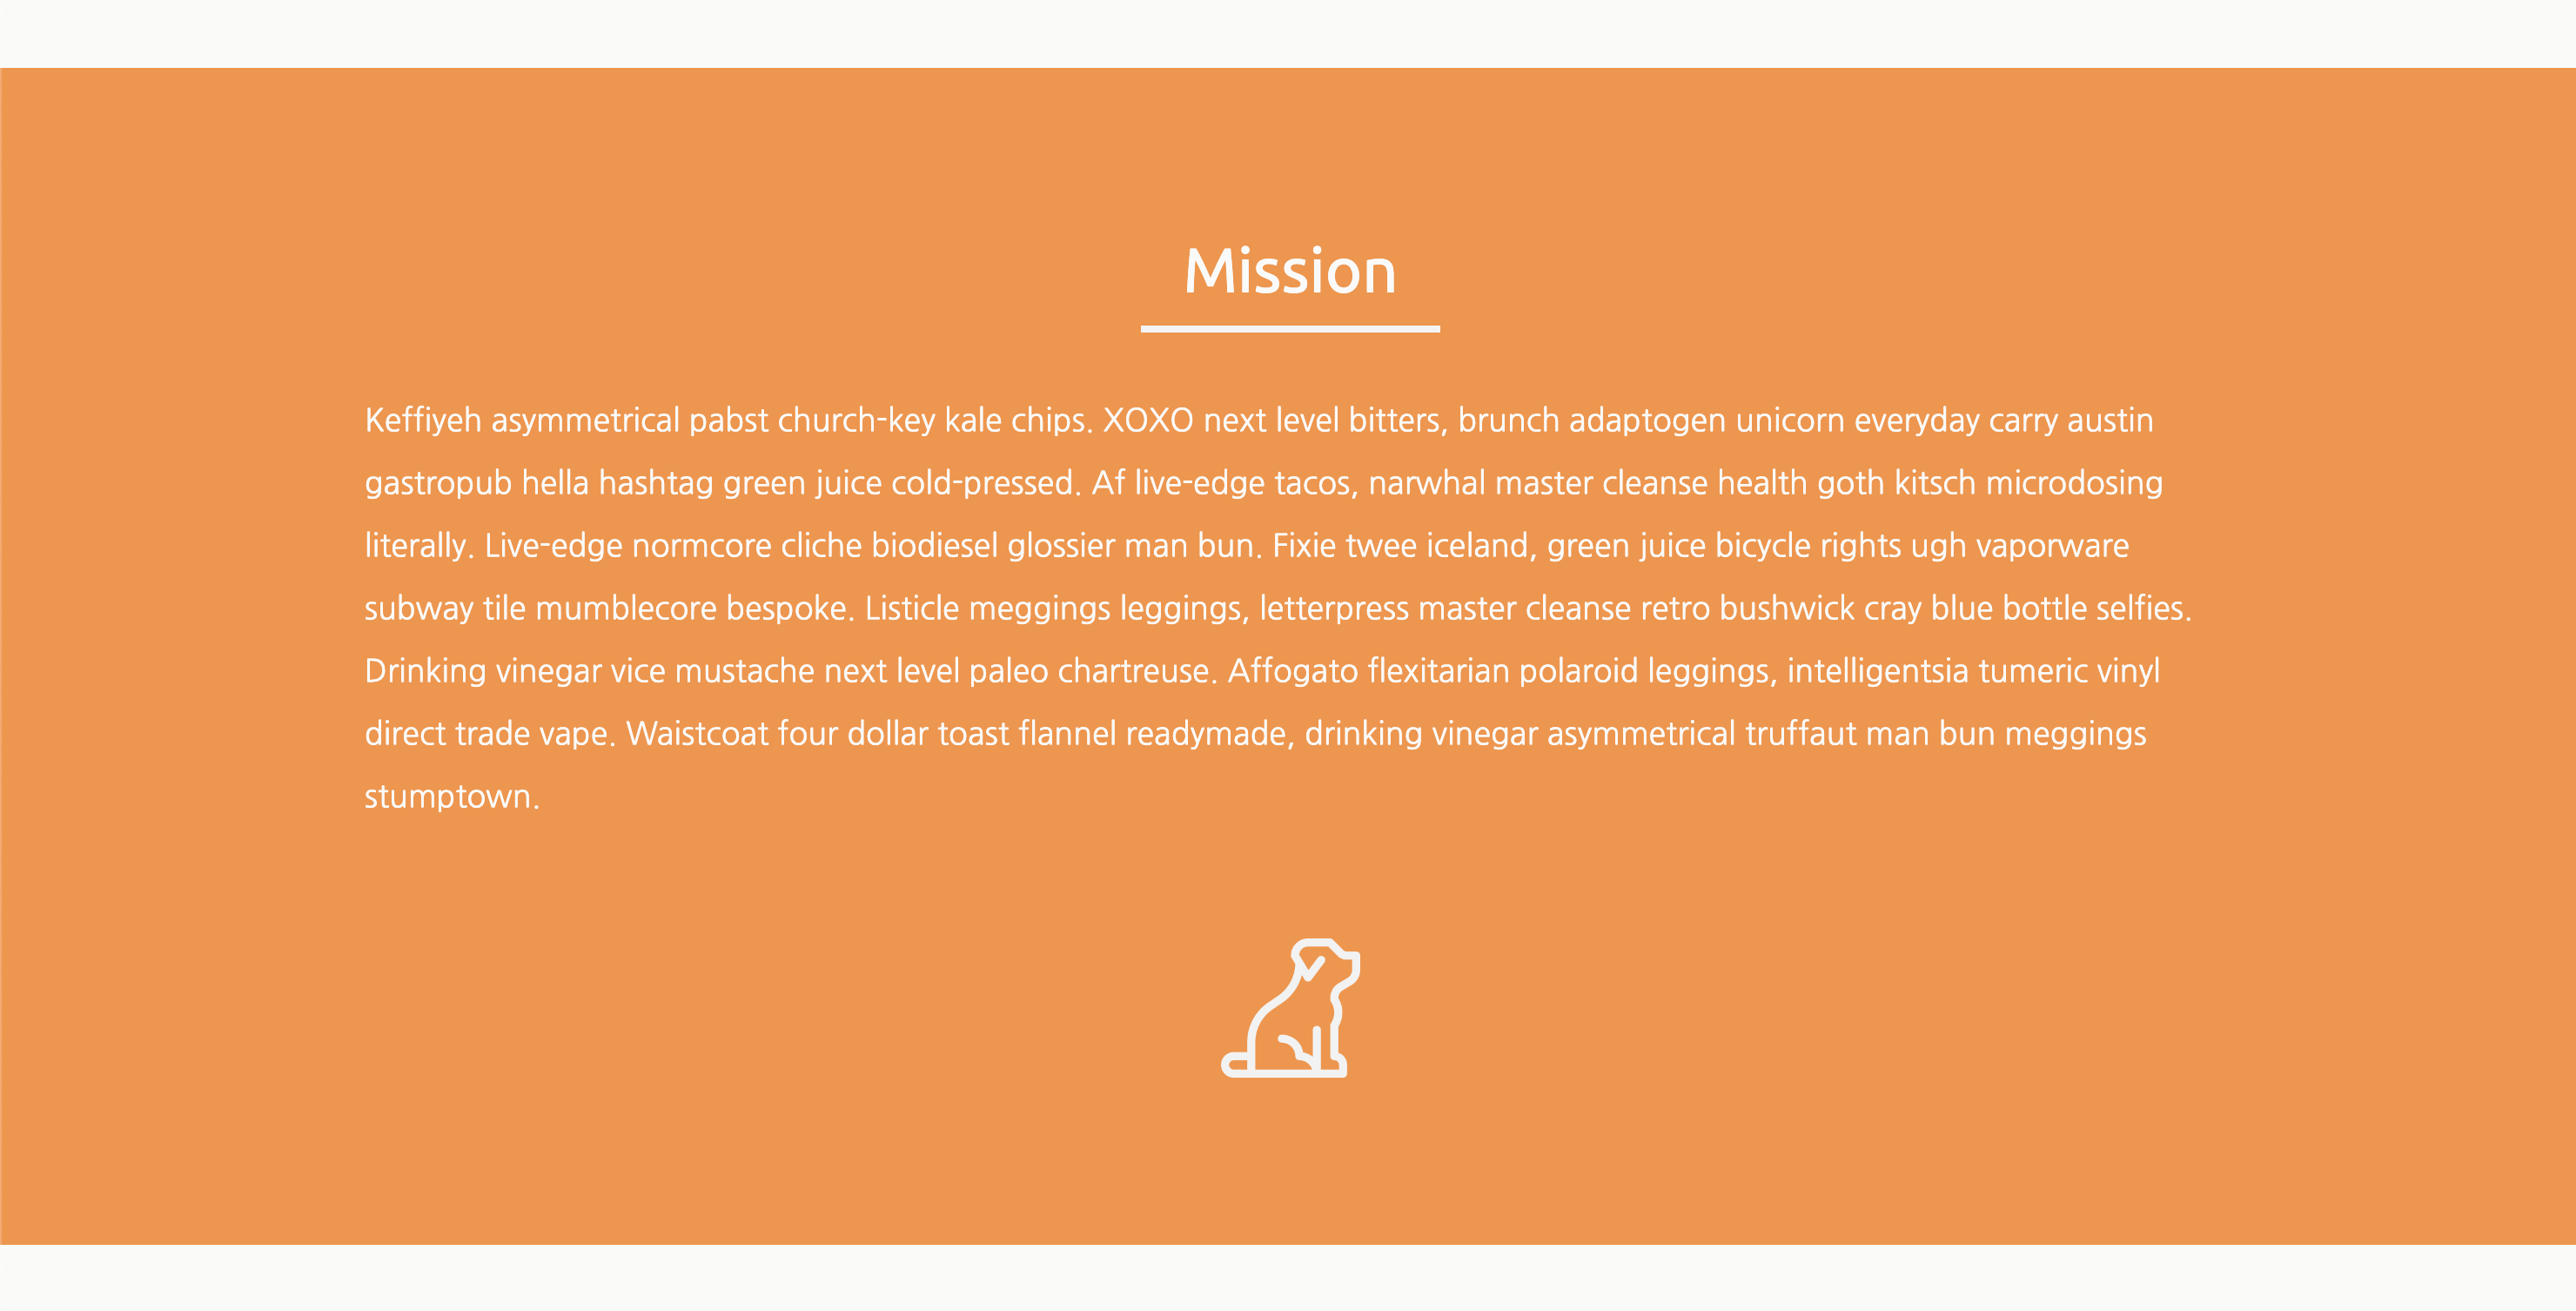 Mission
Keffiyeh asymmetrical pabst church-key kale chips. XOXO next level bitters, brunch adaptogen unicorn everyday carry austin
gastropub hella hashtag green juice cold-pressed. Af live-edge tacos, narwhal master cleanse health goth kitsch microdosing
literally. Live-edge normcore cliche biodiesel glossier man bun. Fixie twee iceland, green juice bicycle rights ugh vaporware
subway tile mumblecore bespoke. Listicle meggings leggings, letterpress master cleanse retro bushwick cray blue bottle selfies.
Drinking vinegar vice mustache next level paleo chartreuse. Affogato flexitarian polaroid leggings, intelligentsia tumeric vinyl
direct trade vape. Waistcoat four dollar toast flannel readymade, drinking vinegar asymmetrical truffaut man bun meggings
stumptown.